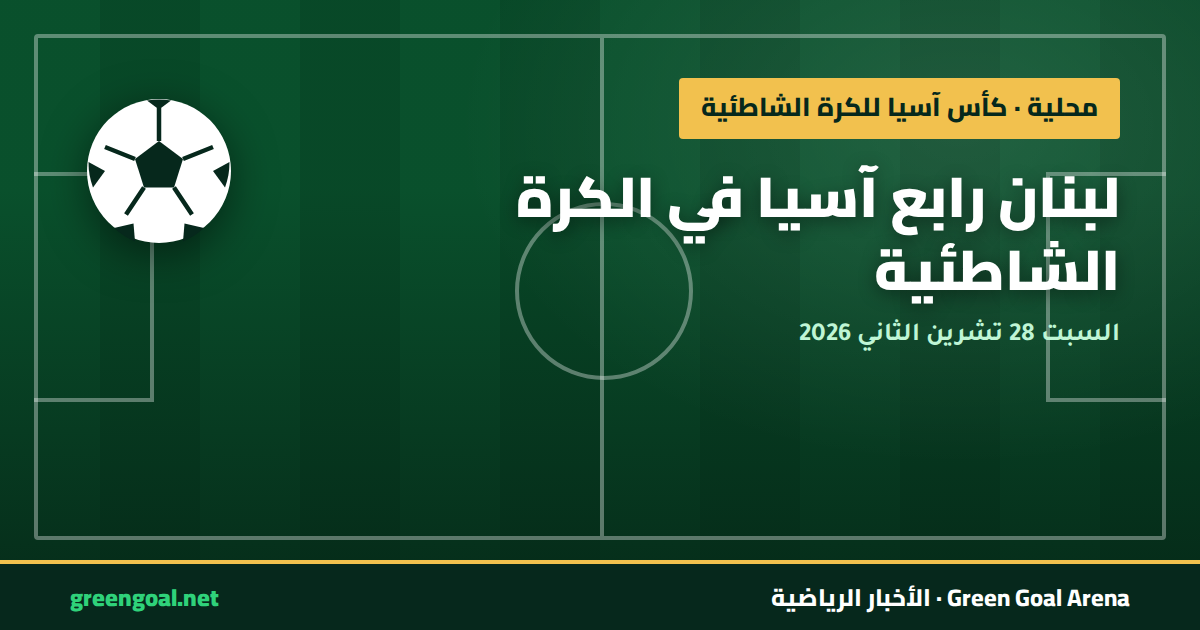 محلية · كأس آسيا للكرة الشاطئية
لبنان رابع آسيا في الكرة
الشاطئية
السبت 28 تشرين الثاني 2026
Green Goal Arena · الأخبار الرياضية
greengoal.net